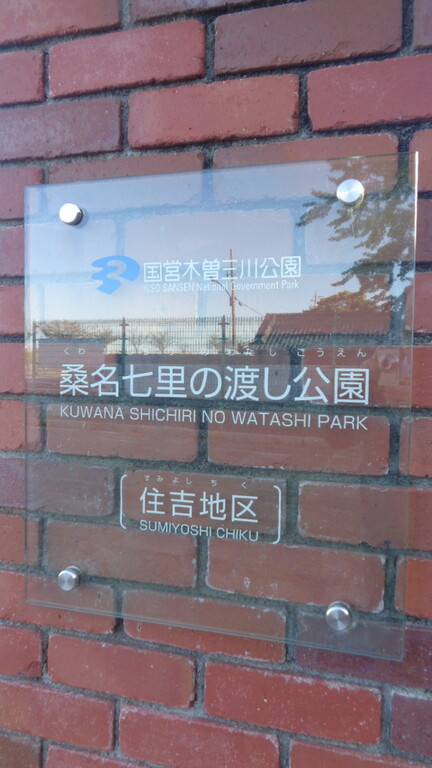 国営木曽三川公園
KISO SANSEN National Government Park
くわなしちりのわたしこうえん
桑名七里の渡し公園
KUWANA SHICHIRI NO WATASHI PARK
すみよしちく
住吉地区
SUMIYOSHI CHIKU